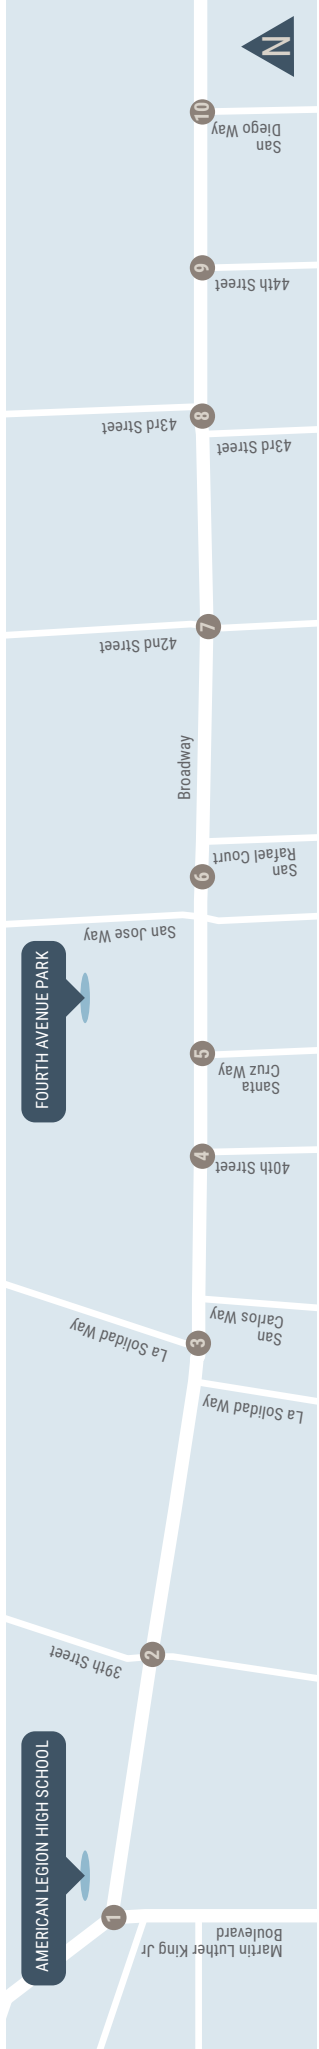 N
10
San
Diego Way
9
44th Street
8
43rd Street
43rd Street
7
42nd Street
Broadway
San
Rafael Court
6
San Jose Way
FOURTH AVENUE PARK
5
Santa
Cruz Way
4
40th Street
San
Carlos Way
La Solidad Way
3
La Solidad Way
2
39th Street
AMERICAN LEGION HIGH SCHOOL
1
Martin Luther King Jr
Boulevard